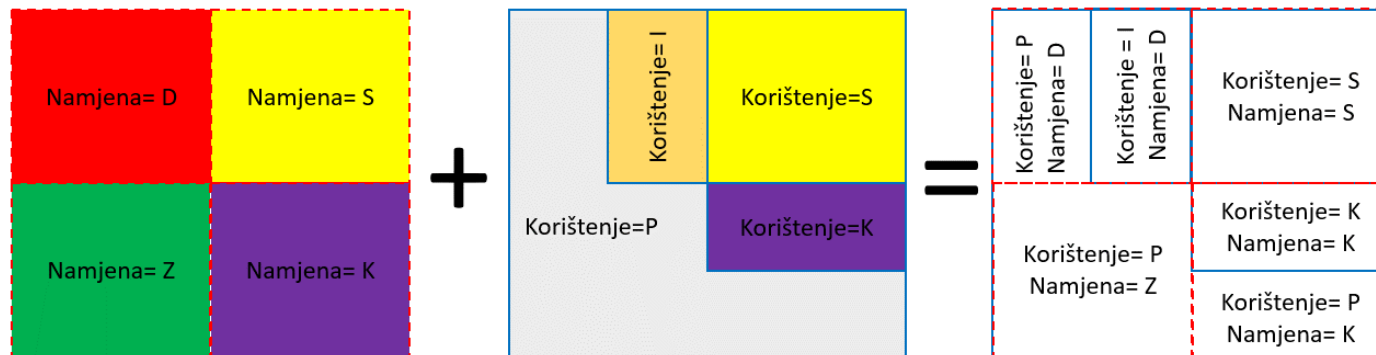 Namjena= D
Namjena= S
Namjena= Z
Namjena= K
+
Korištenje= I
Korištenje=S
Korištenje=P
Korištenje=K
=
Korištenje= P
Namjena= D
Korištenje = I
Namjena= D
Korištenje= S
Namjena= S
Korištenje= P
Namjena= Z
Korištenje= K
Namjena= K
Korištenje= P
Namjena= K